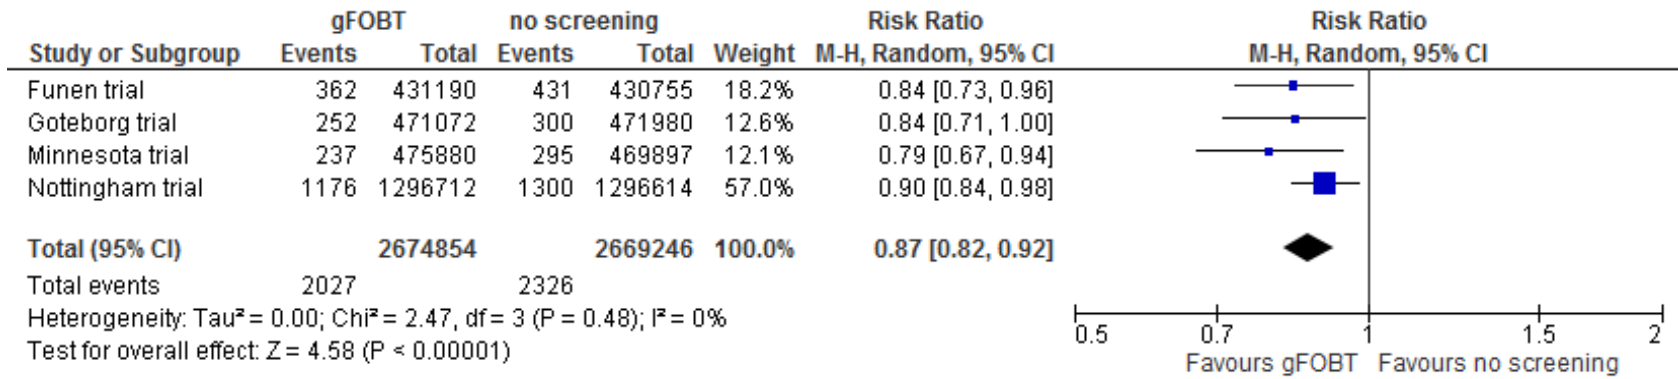 gFOBT no screening Risk Ratio Risk Ratio
Study or Subgroup Events Total Events Total Weight M-H, Random, 95% CI M-H, Random, 95% CI
Funen trial 362 431190 431 430755 18.2% 0.84 [0.73, 0.96]
Goteborg trial 252 471072 300 471980 12.6% 0.84 [0.71, 1.00]
Minnesota trial 237 475880 295 469897 12.1% 0.79 [0.67, 0.94]
Nottingham trial 1176 1296712 1300 1296614 57.0% 0.90 [0.84, 0.98]
Total (95% CI) 2674854 2669246 100.0% 0.87 [0.82, 0.92]
Total events 2027 2326
Heterogeneity: Tau² = 0.00; Chi² = 2.47, df = 3 (P = 0.48); I² = 0%
Test for overall effect: Z = 4.58 (P < 0.00001)
0.5 0.7 1 1.5 2
Favours gFOBT Favours no screening